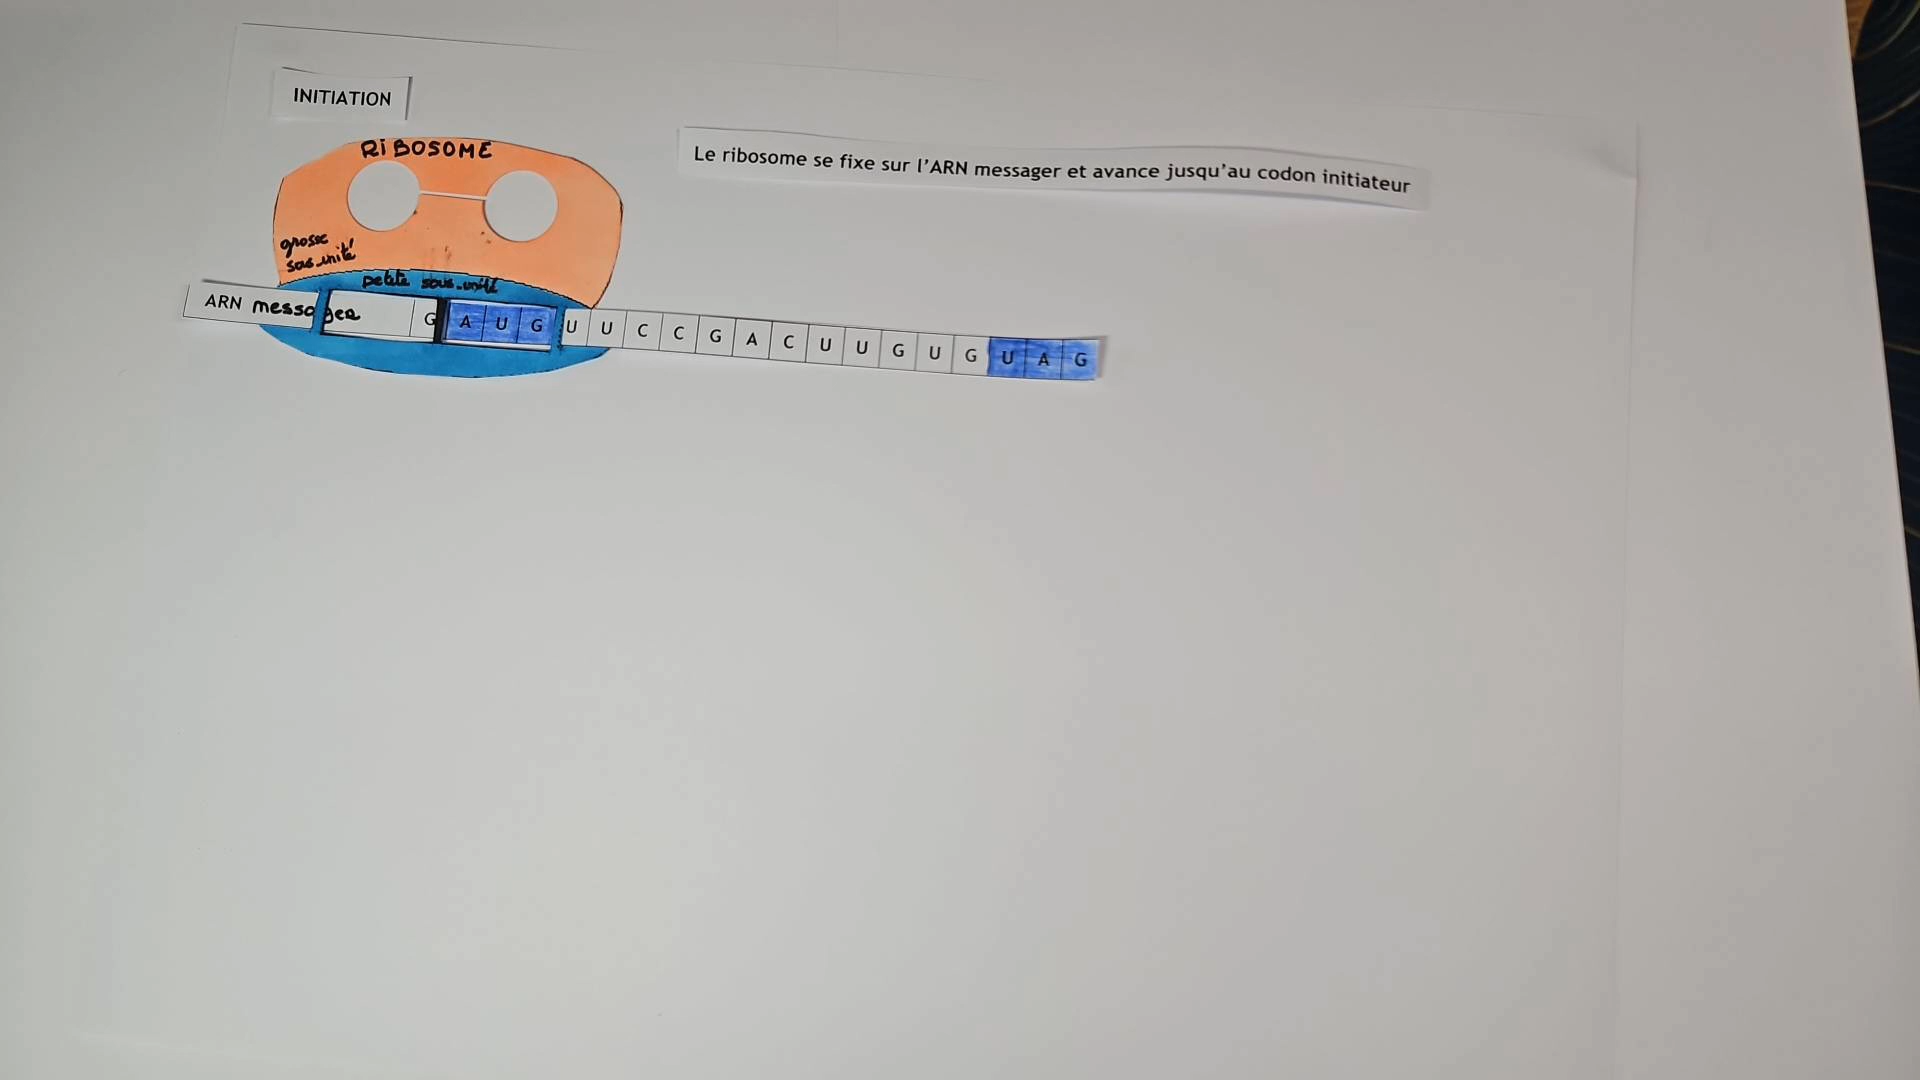 INITIATION
RiBOSOME
Le ribosome se fixe sur l'ARN messager et avance jusqu'au codon initiateur
grosse
sous unité
petite sous-unité
ARN messager G A U G U U C C G A C U U G U G U A G